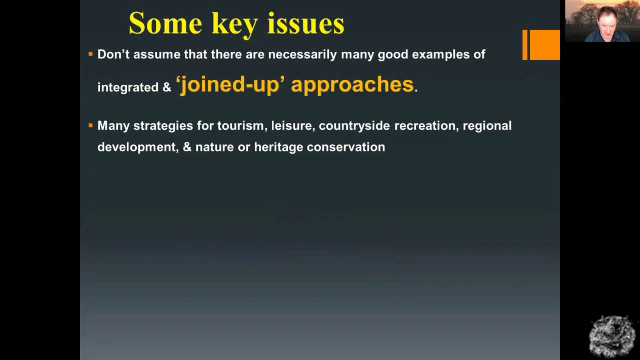 Some key issues
Don't assume that there are necessarily many good examples of
integrated & 'joined-up' approaches.
Many strategies for tourism, leisure, countryside recreation, regional
development, & nature or heritage conservation